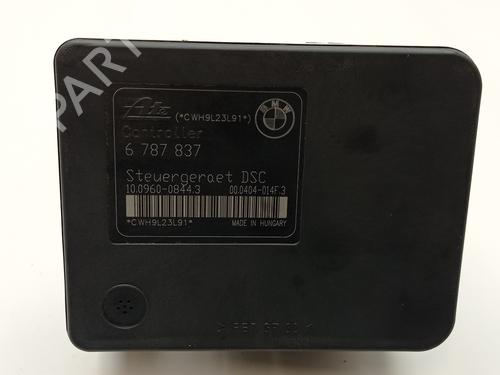 Ate (*CWH9L23L91*)
BMW
Controller
6 787 837
Steuergeraet DSC
10.0960-0844.3 00.0404-014F.3
*CWH9L23L91* MADE IN HUNGARY